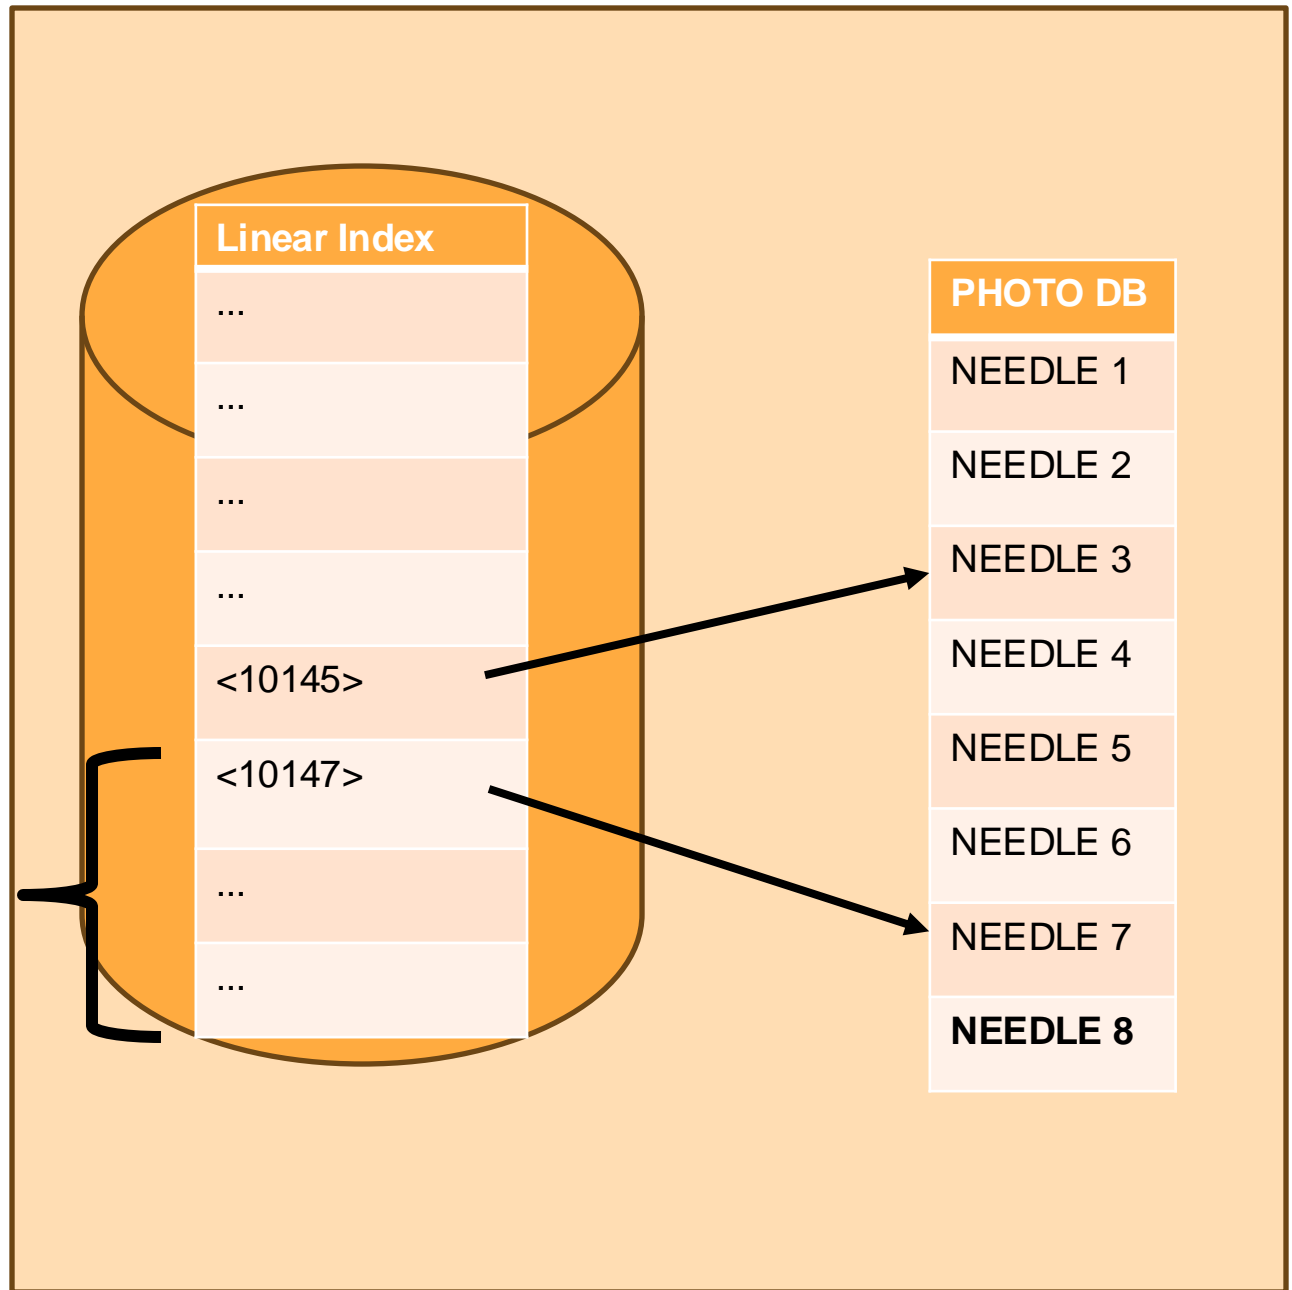 Linear Index
...
...
...
...
<10145>
<10147>
...
...
PHOTO DB
NEEDLE 1
NEEDLE 2
NEEDLE 3
NEEDLE 4
NEEDLE 5
NEEDLE 6
NEEDLE 7
NEEDLE 8